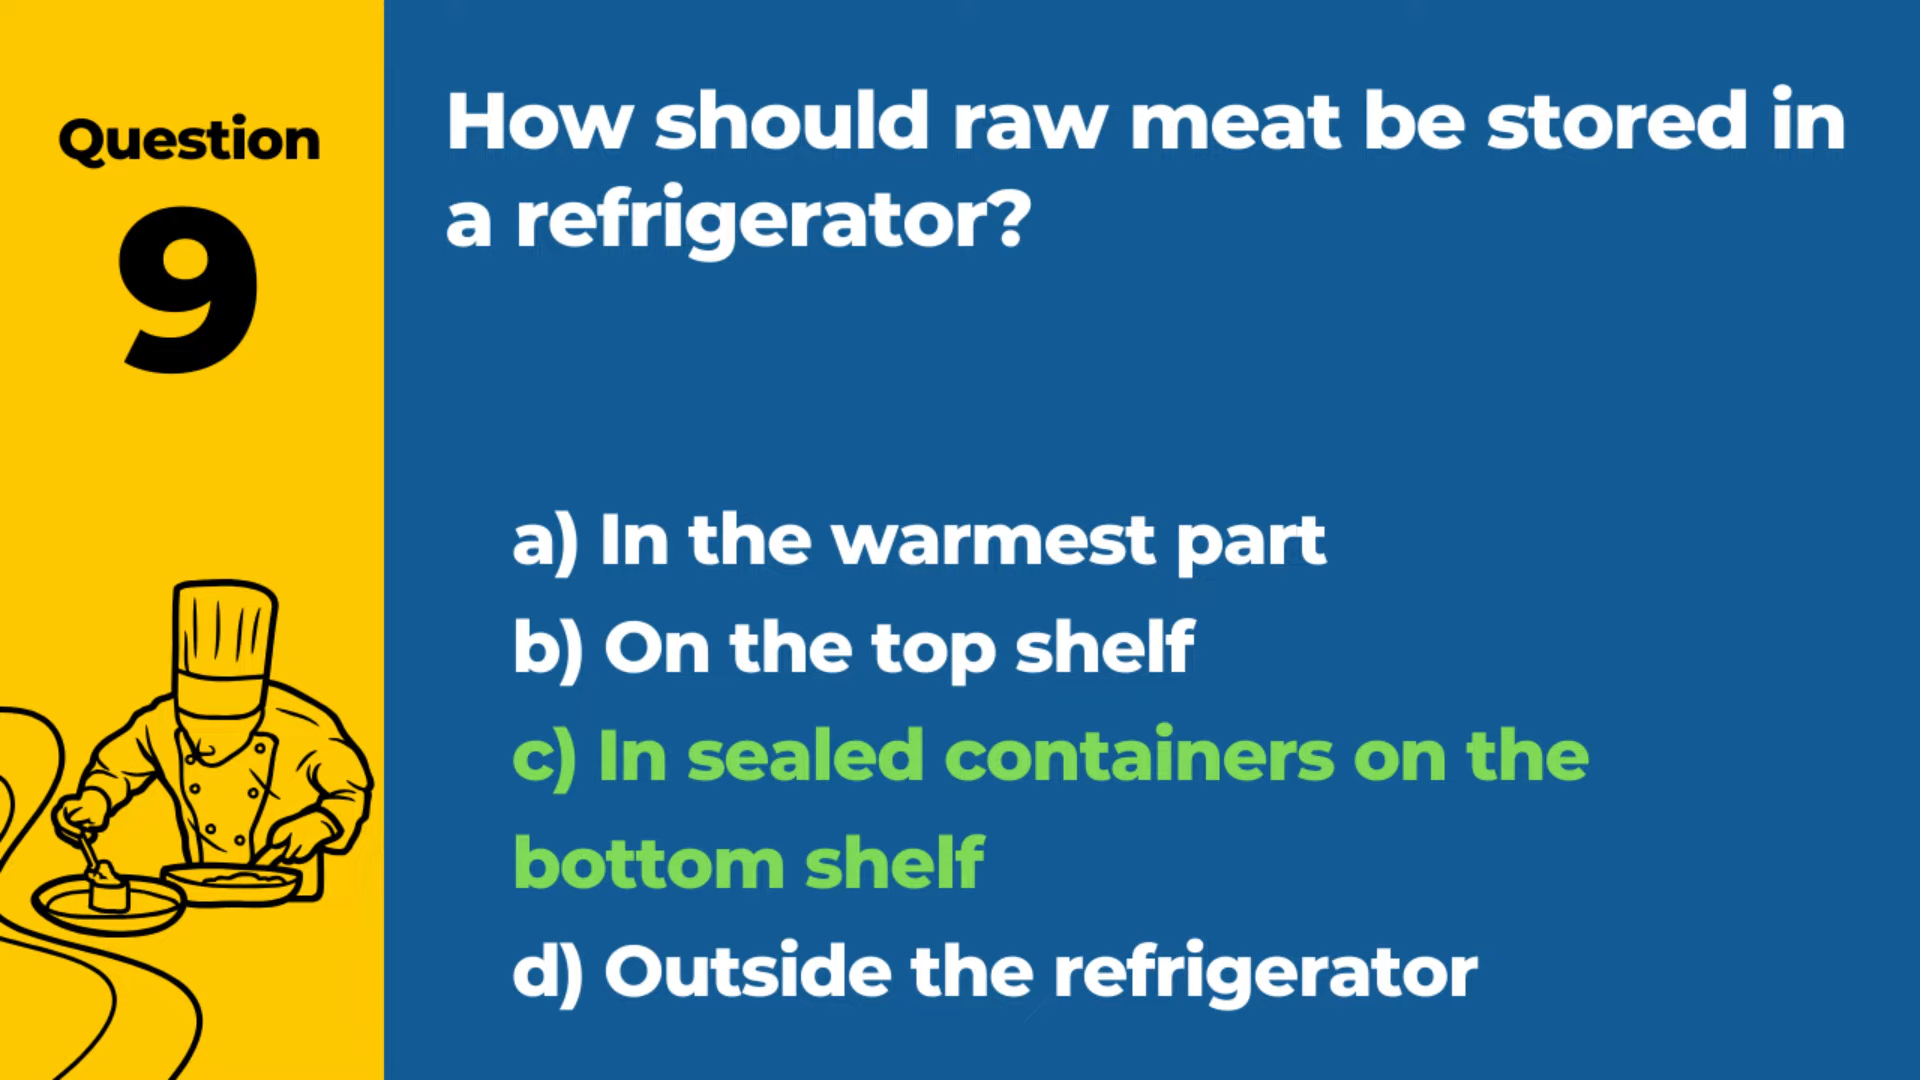 Question
9
How should raw meat be stored in
a refrigerator?
a) In the warmest part
b) On the top shelf
c) In sealed containers on the
bottom shelf
d) Outside the refrigerator